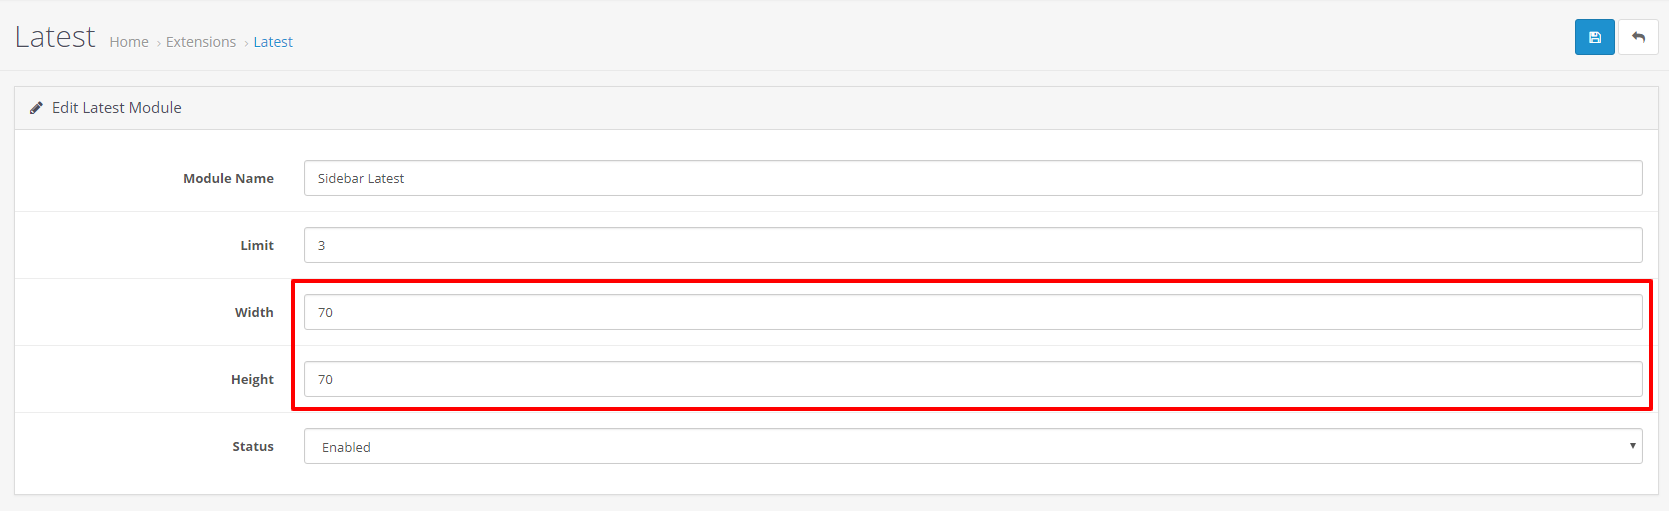 Latest Home › Extensions › Latest
Edit Latest Module
Module Name Sidebar Latest
Limit 3
Width 70
Height 70
Status Enabled